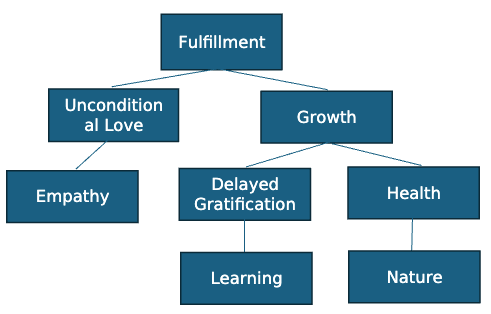 Fulfillment
Uncondition
al Love
Growth
Empathy
Delayed
Gratification
Health
Learning
Nature